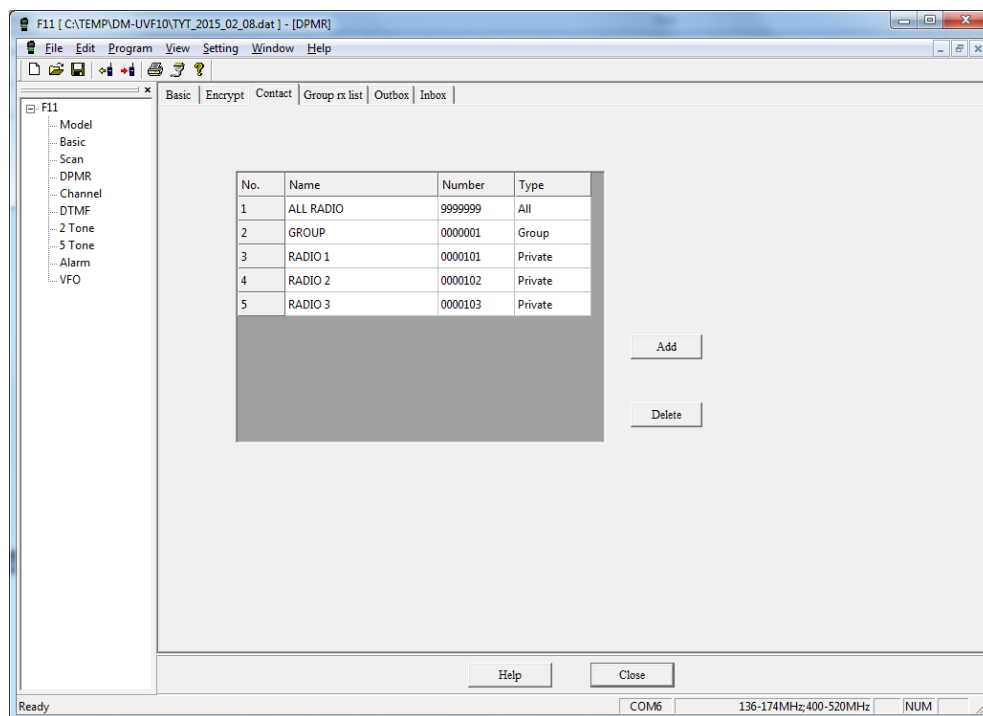 F11 [ C:\TEMP\DM-UVF10\TYT_2015_02_08.dat ] - [DPMR]
File Edit Program View Setting Window Help
Basic Encrypt Contact Group rx list Outbox Inbox
F11
Model
Basic
Scan
DPMR
Channel
DTMF
2 Tone
5 Tone
Alarm
VFO
No. Name Number Type
1 ALL RADIO 9999999 All
2 GROUP 0000001 Group
3 RADIO 1 0000101 Private
4 RADIO 2 0000102 Private
5 RADIO 3 0000103 Private
Add
Delete
Help Close
Ready COM6 136-174MHz;400-520MHz NUM